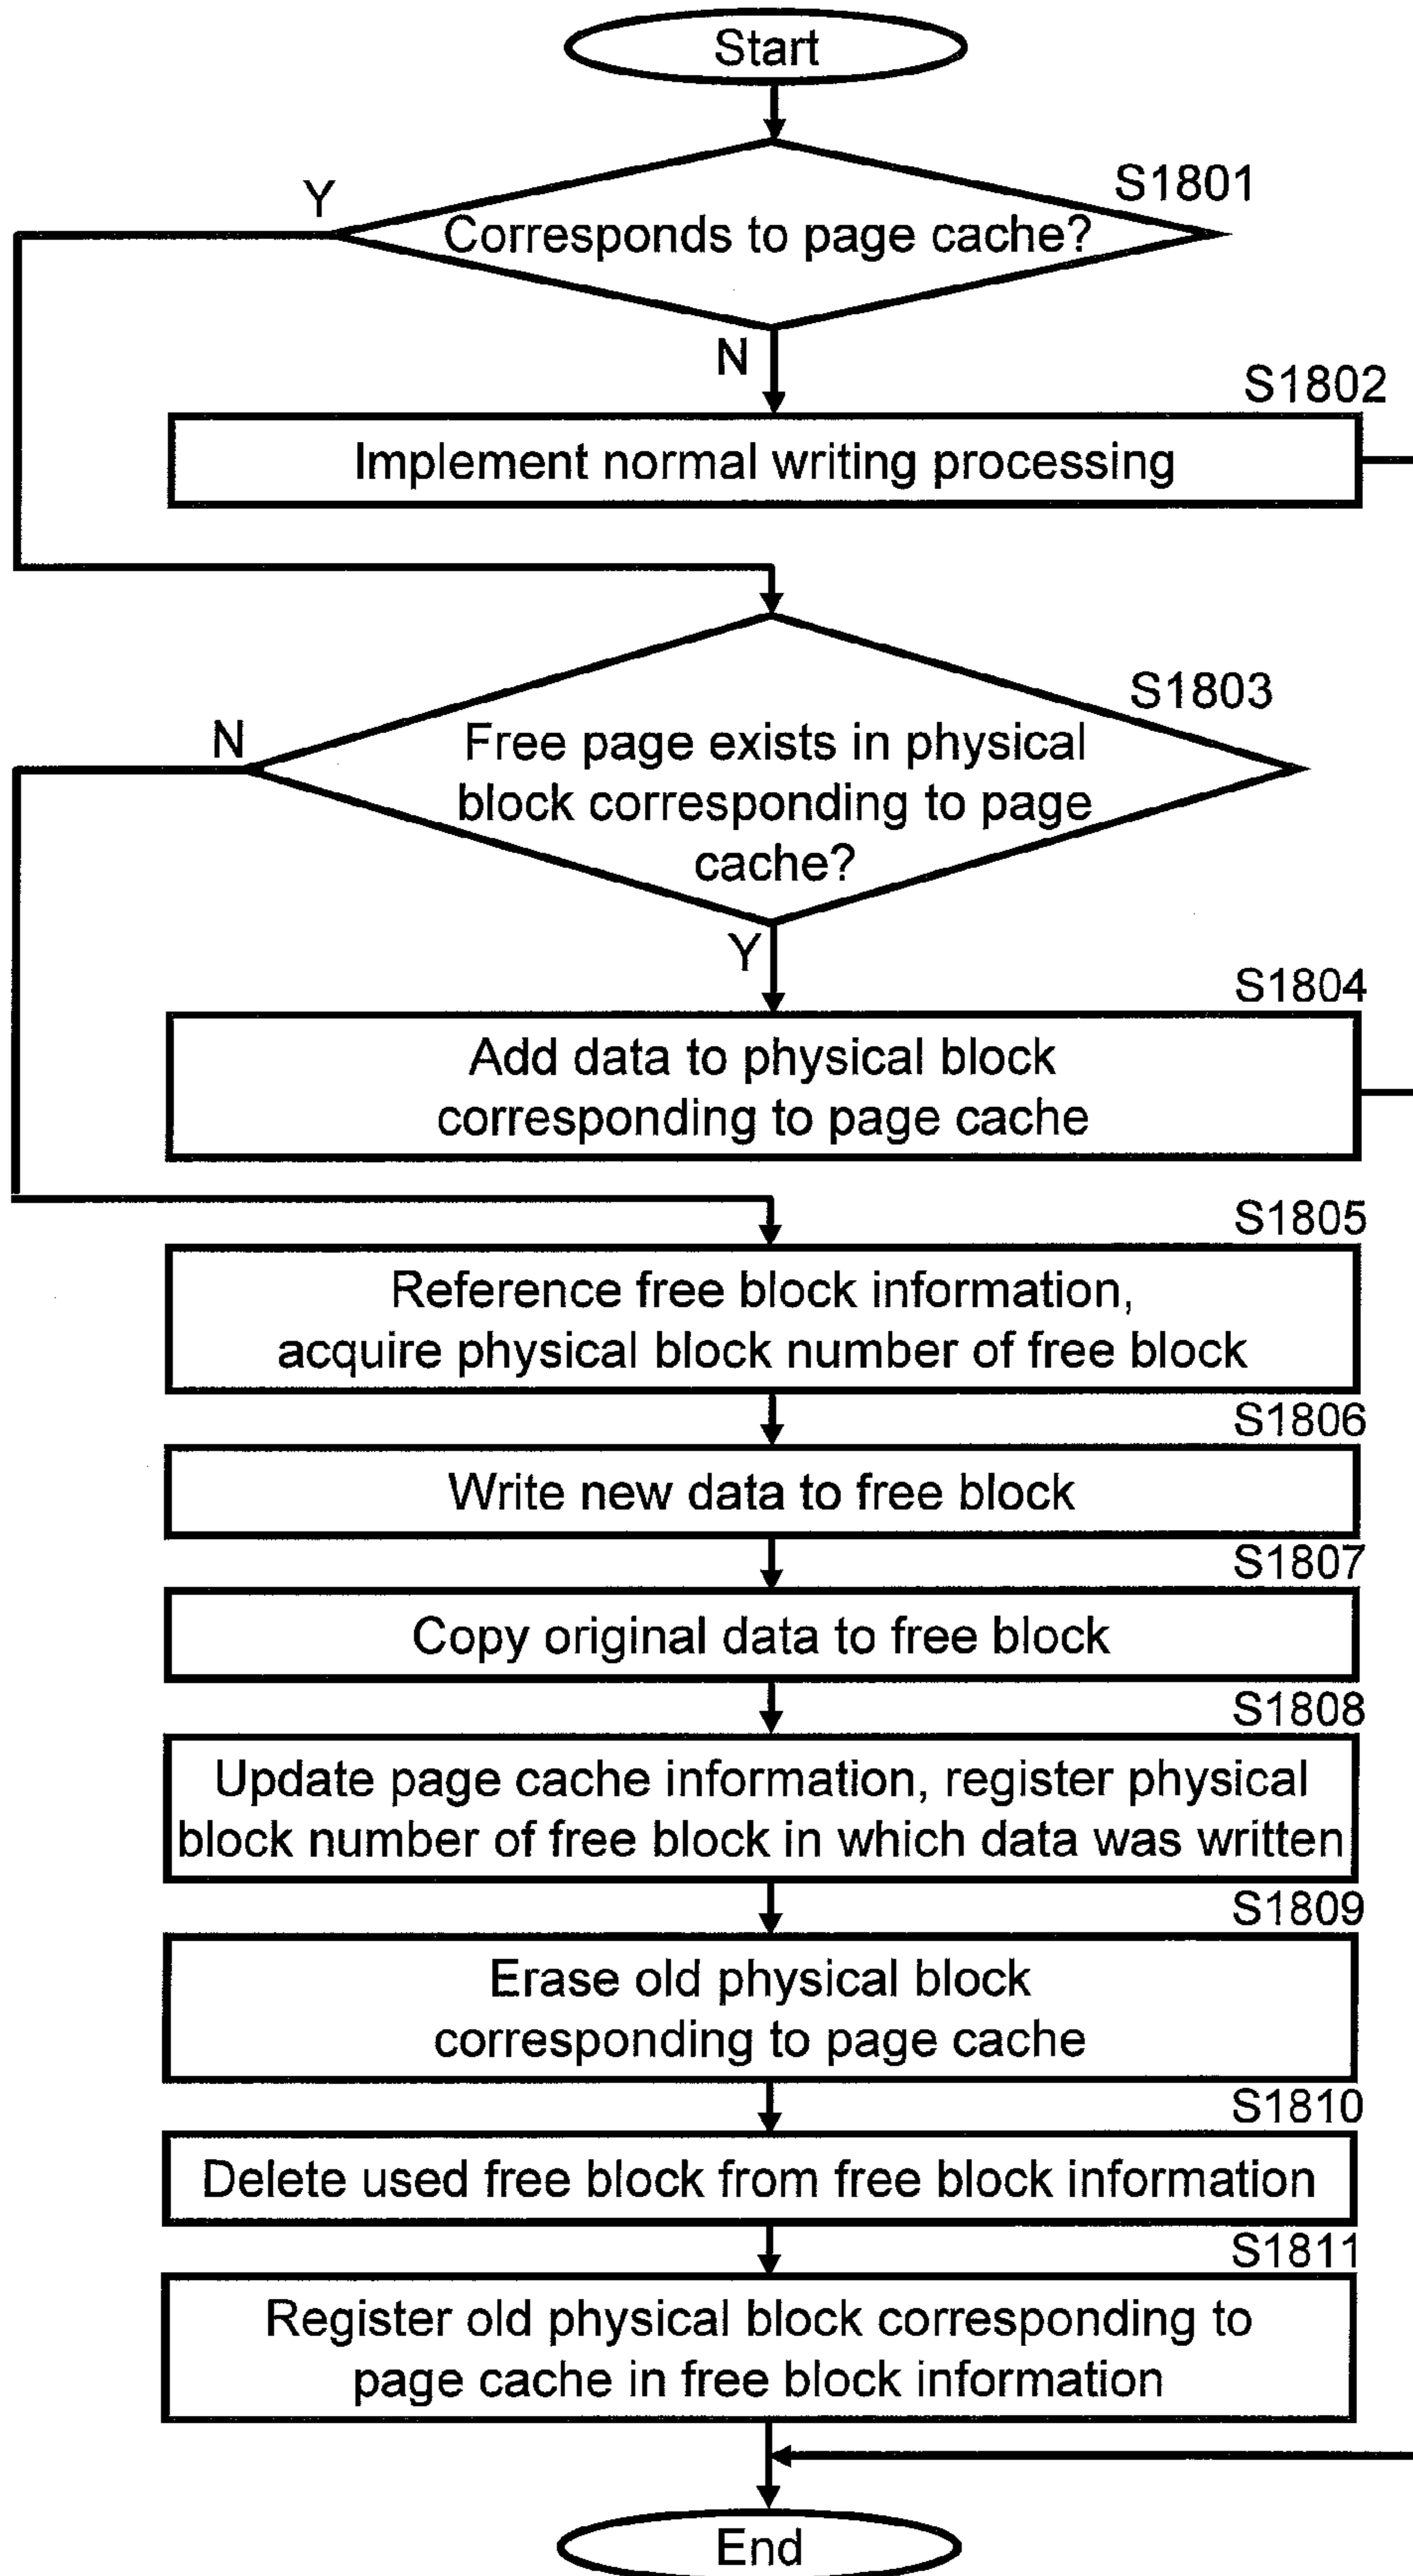 Start
S1801
Y
Corresponds to page cache?
N
S1802
Implement normal writing processing
S1803
N
Free page exists in physical
block corresponding to page
cache?
Y
S1804
Add data to physical block
corresponding to page cache
S1805
Reference free block information,
acquire physical block number of free block
S1806
Write new data to free block
S1807
Copy original data to free block
S1808
Update page cache information, register physical
block number of free block in which data was written
S1809
Erase old physical block
corresponding to page cache
S1810
Delete used free block from free block information
S1811
Register old physical block corresponding to
page cache in free block information
End